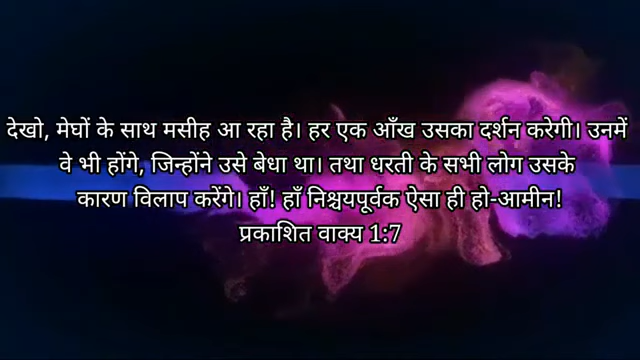 देखो, मेघों के साथ मसीह आ रहा है। हर एक आँख उसका दर्शन करेगी। उनमें
वे भी होंगे, जिन्होंने उसे बेधा था। तथा धरती के सभी लोग उसके
कारण विलाप करेंगे। हाँ! हाँ निश्चयपूर्वक ऐसा ही हो-आमीन!
प्रकाशित वाक्य 1:7